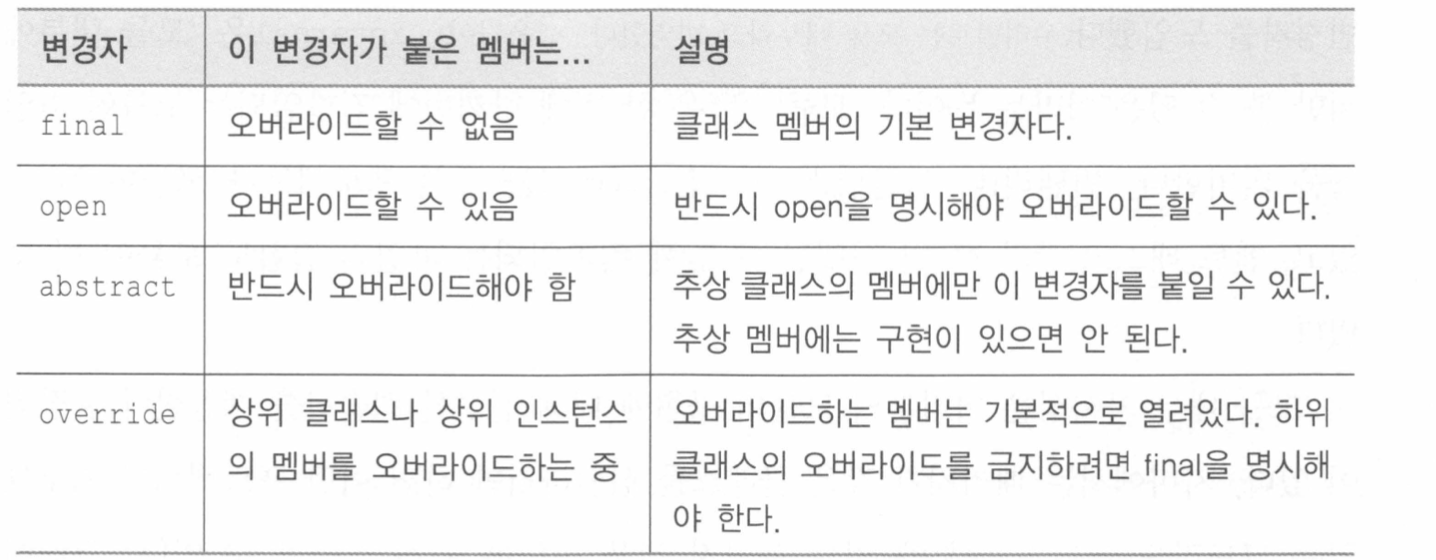 변경자 이 변경자가 붙은 멤버는... 설명
final 오버라이드할 수 없음 클래스 멤버의 기본 변경자다.
open 오버라이드할 수 있음 반드시 open을 명시해야 오버라이드할 수 있다.
abstract 반드시 오버라이드해야 함 추상 클래스의 멤버에만 이 변경자를 붙일 수 있다.
추상 멤버에는 구현이 있으면 안 된다.
override 상위 클래스나 상위 인스턴스 오버라이드하는 멤버는 기본적으로 열려있다. 하위
의 멤버를 오버라이드하는 중 클래스의 오버라이드를 금지하려면 final을 명시해
야 한다.